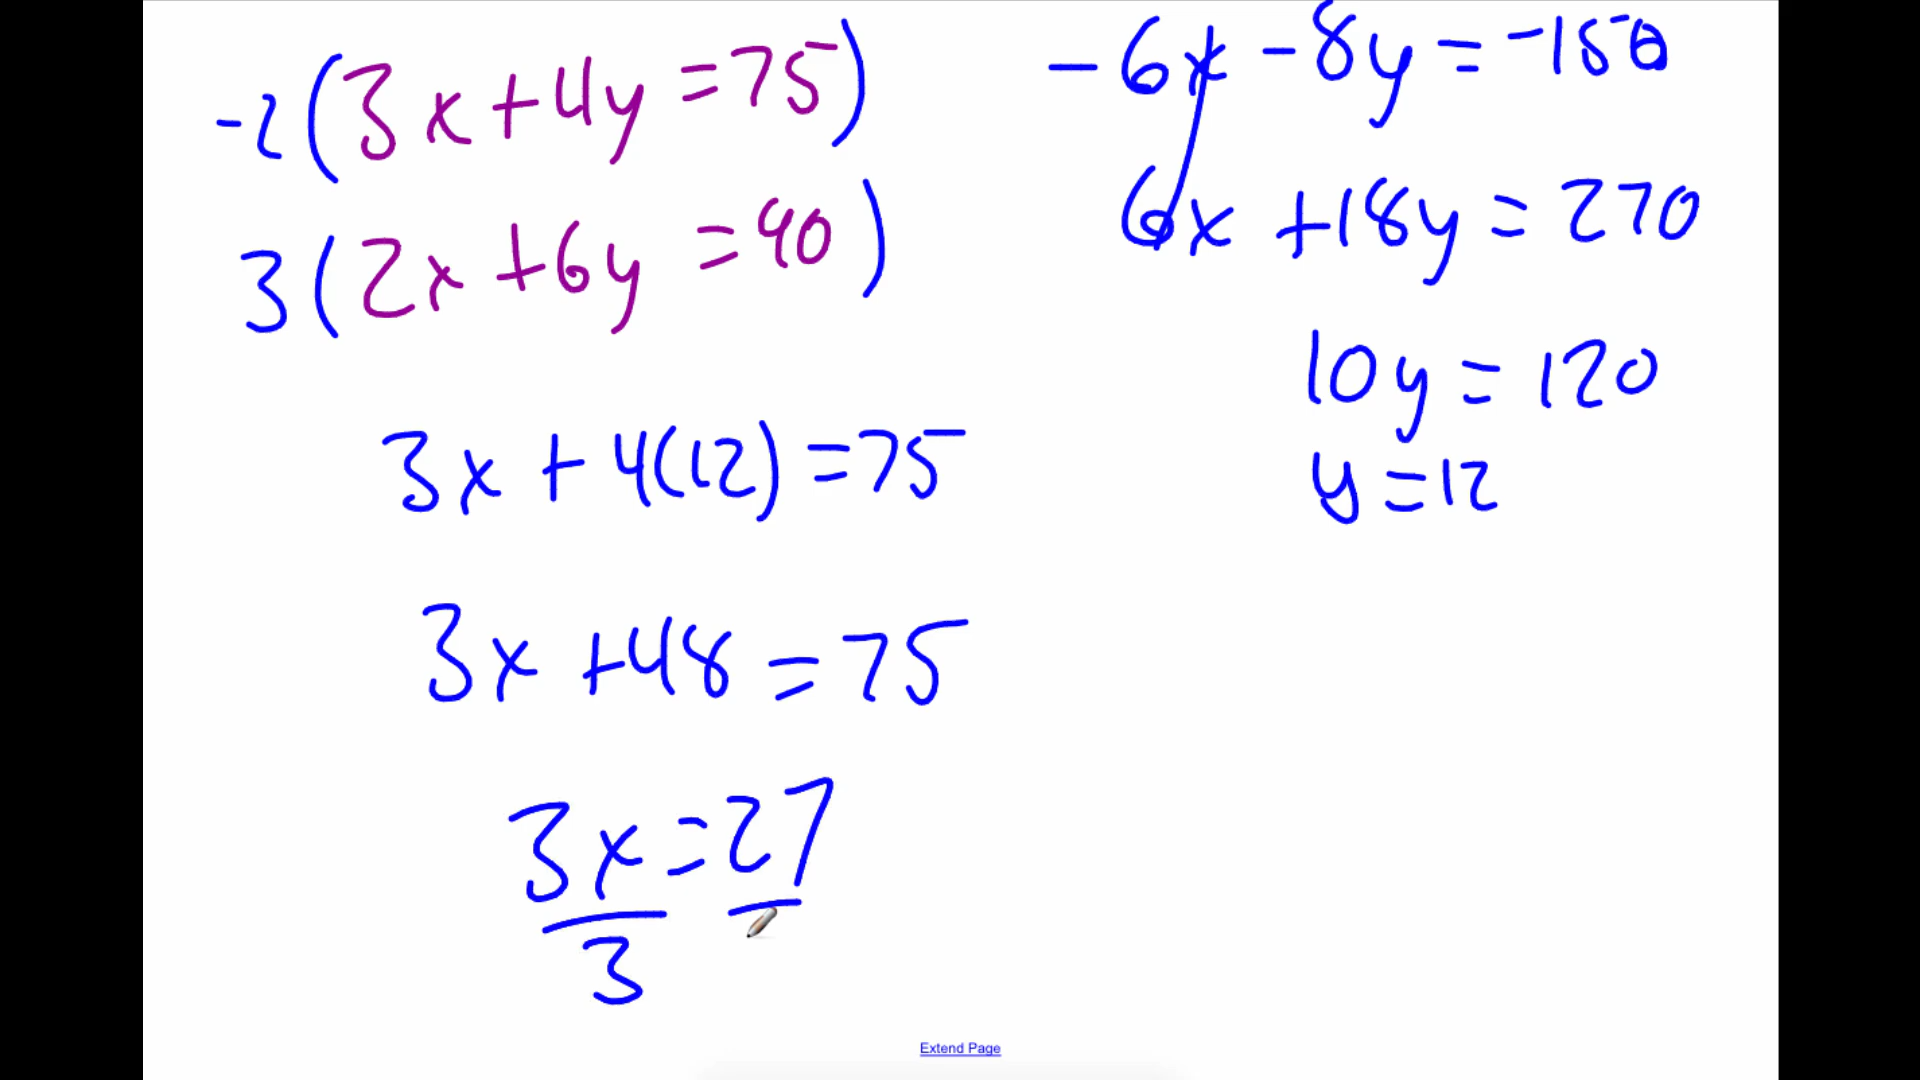 -2(3x+4y=75)
3(2x+6y=90)
3x+4(12)=75
3x+48=75
3x=27
3
-6x-8y=-150
6x+18y=270
10y=120
y=12
Extend Page